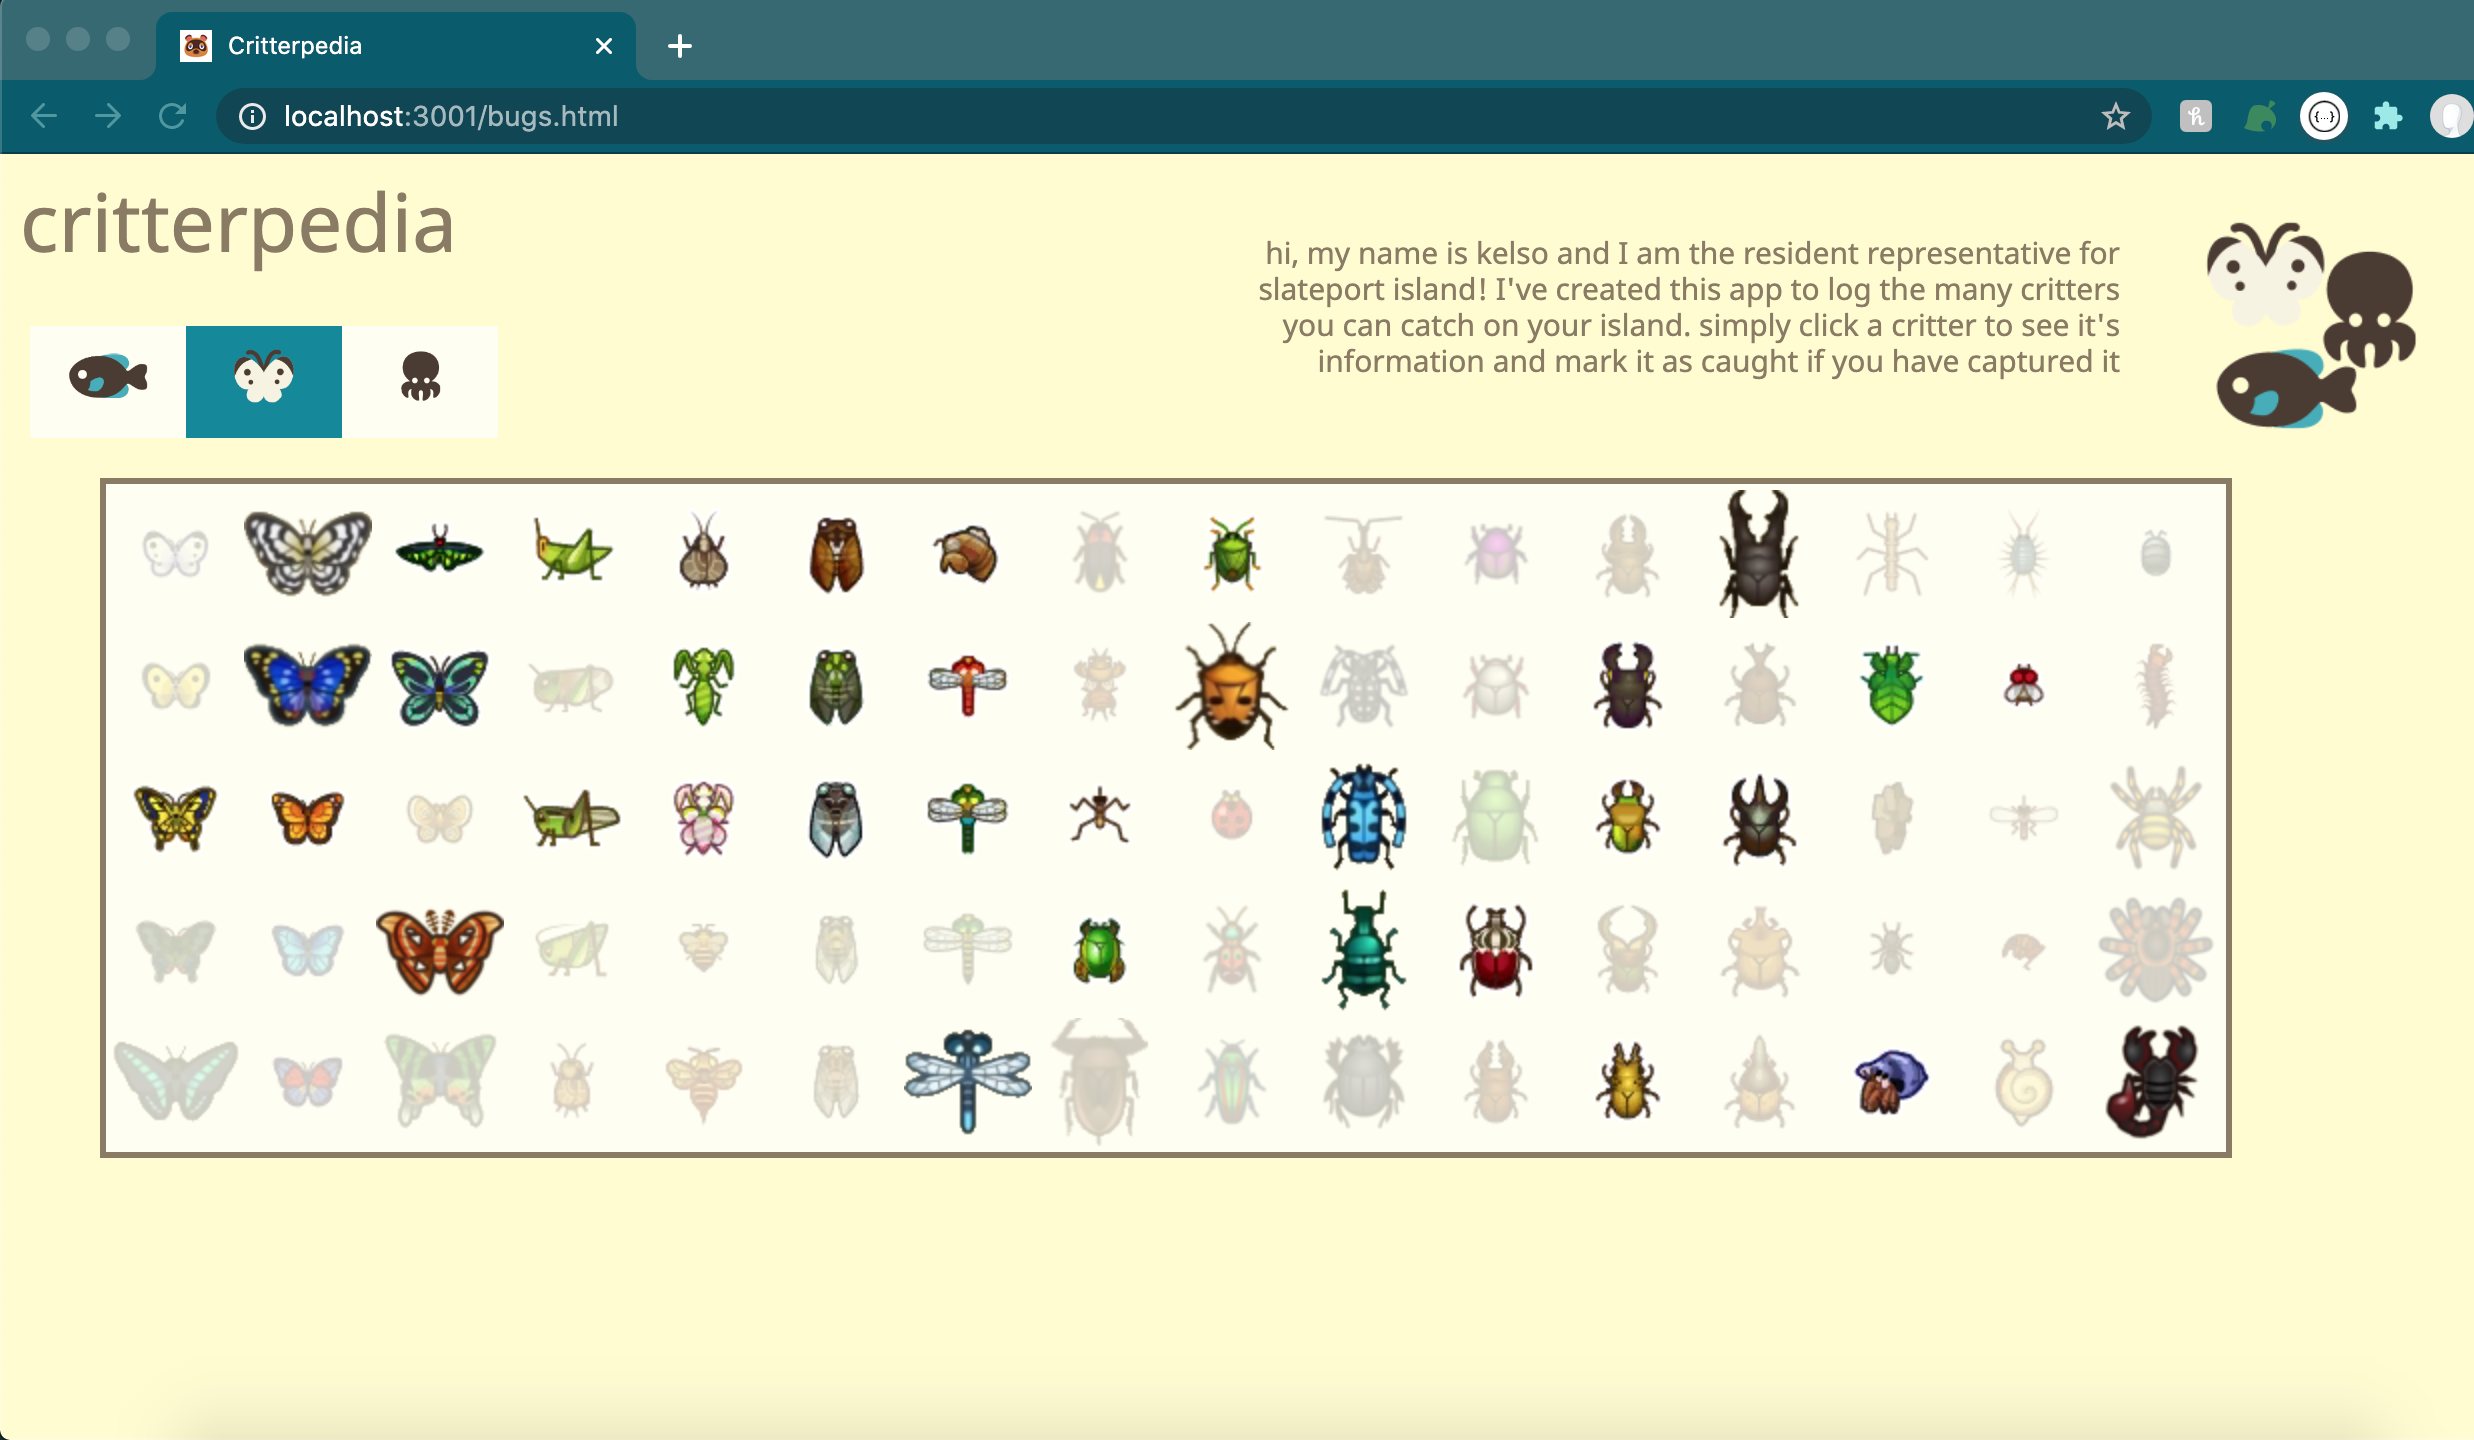 Critterpedia
localhost:3001/bugs.html
critterpedia
hi, my name is kelso and I am the resident representative for
slateport island! I've created this app to log the many critters
you can catch on your island. simply click a critter to see it's
information and mark it as caught if you have captured it